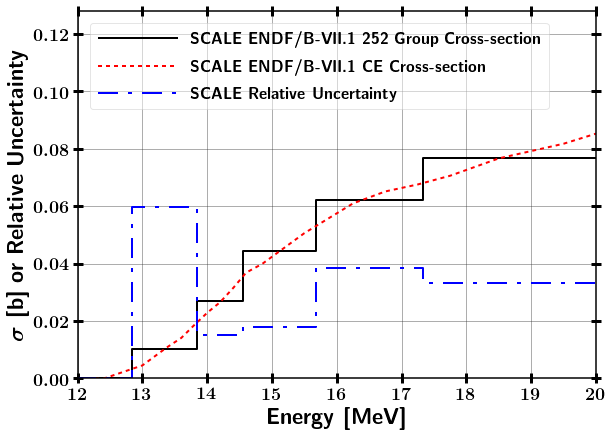 SCALE ENDF/B-VII.1 252 Group Cross-section
SCALE ENDF/B-VII.1 CE Cross-section
SCALE Relative Uncertainty
σ [b] or Relative Uncertainty
0.12
0.10
0.08
0.06
0.04
0.02
0.00
12 13 14 15 16 17 18 19 20
Energy [MeV]